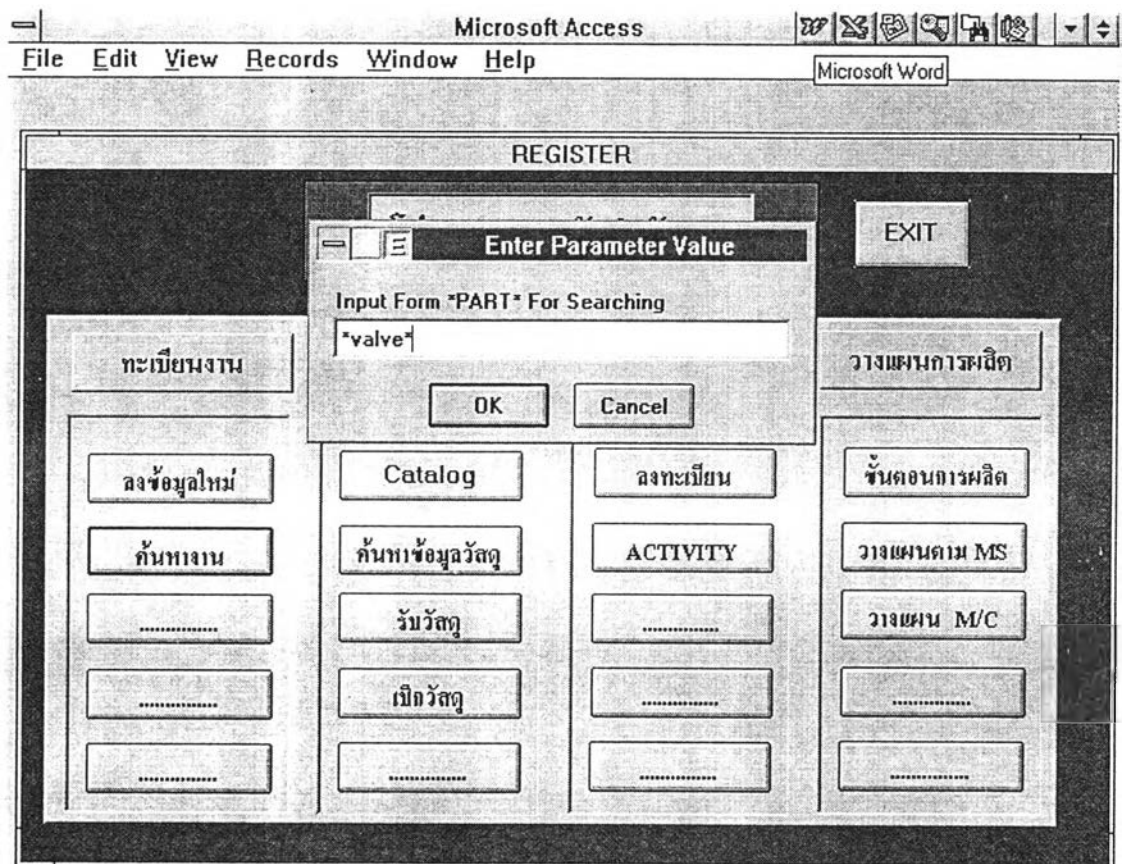 Microsoft Access
File Edit View Records Window Help
Microsoft Word
REGISTER
EXIT
Enter Parameter Value
Input Form *PART* For Searching
*valve*
OK Cancel
ทะเบียนงาน
วางแผนการผลิต
ลงข้อมูลใหม่ Catalog ลงทะเบียน ขั้นตอนการผลิต
ค้นหางาน ค้นหาข้อมูลวัสดุ ACTIVITY วางแผนตาม MS
............... รับวัสดุ ............... วางแผน M/C
............... เบิกวัสดุ ............... ...............
............... ............... ............... ...............